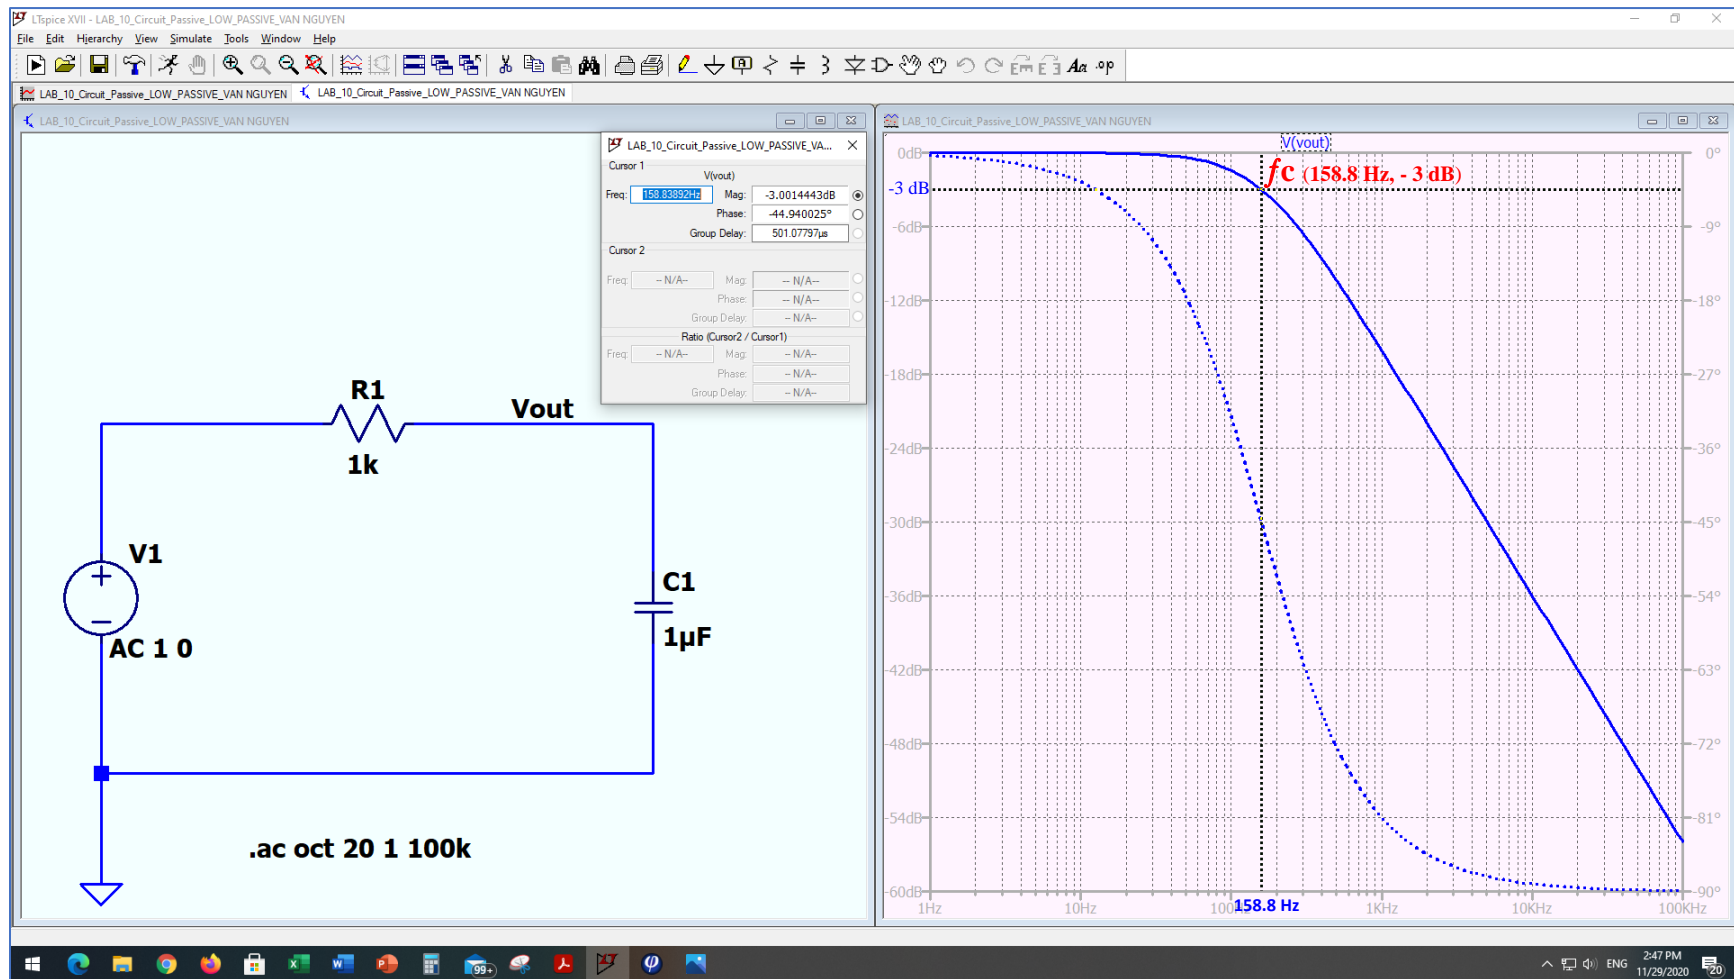 LTspice XVII - LAB_10_Circuit_Passive_LOW_PASSIVE_VAN NGUYEN
File Edit Hierarchy View Simulate Tools Window Help
LAB_10_Circuit_Passive_LOW_PASSIVE_VAN NGUYEN LAB_10_Circuit_Passive_LOW_PASSIVE_VAN NGUYEN
LAB_10_Circuit_Passive_LOW_PASSIVE_VAN NGUYEN
R1
1k
Vout
V1
AC 1 0
C1
1µF
.ac oct 20 1 100k
LAB_10_Circuit_Passive_LOW_PASSIVE_VA...
Cursor 1
V(vout)
Freq: 158.83892Hz Mag: -3.0014443dB
Phase: -44.940025°
Group Delay: 501.07797µs
Cursor 2
Freq: -- N/A-- Mag: -- N/A--
Phase: -- N/A--
Group Delay: -- N/A--
Ratio (Cursor2 / Cursor1)
Freq: -- N/A-- Mag: -- N/A--
Phase: -- N/A--
Group Delay: -- N/A--
LAB_10_Circuit_Passive_LOW_PASSIVE_VAN NGUYEN
V(vout)
0dB 0°
fc (158.8 Hz, - 3 dB)
-3 dB
-6dB -9°
-12dB -18°
-18dB -27°
-24dB -36°
-30dB -45°
-36dB -54°
-42dB -63°
-48dB -72°
-54dB -81°
-60dB -90°
1Hz 10Hz 100Hz 158.8 Hz 1KHz 10KHz 100KHz
99+
ENG
2:47 PM
11/29/2020
20